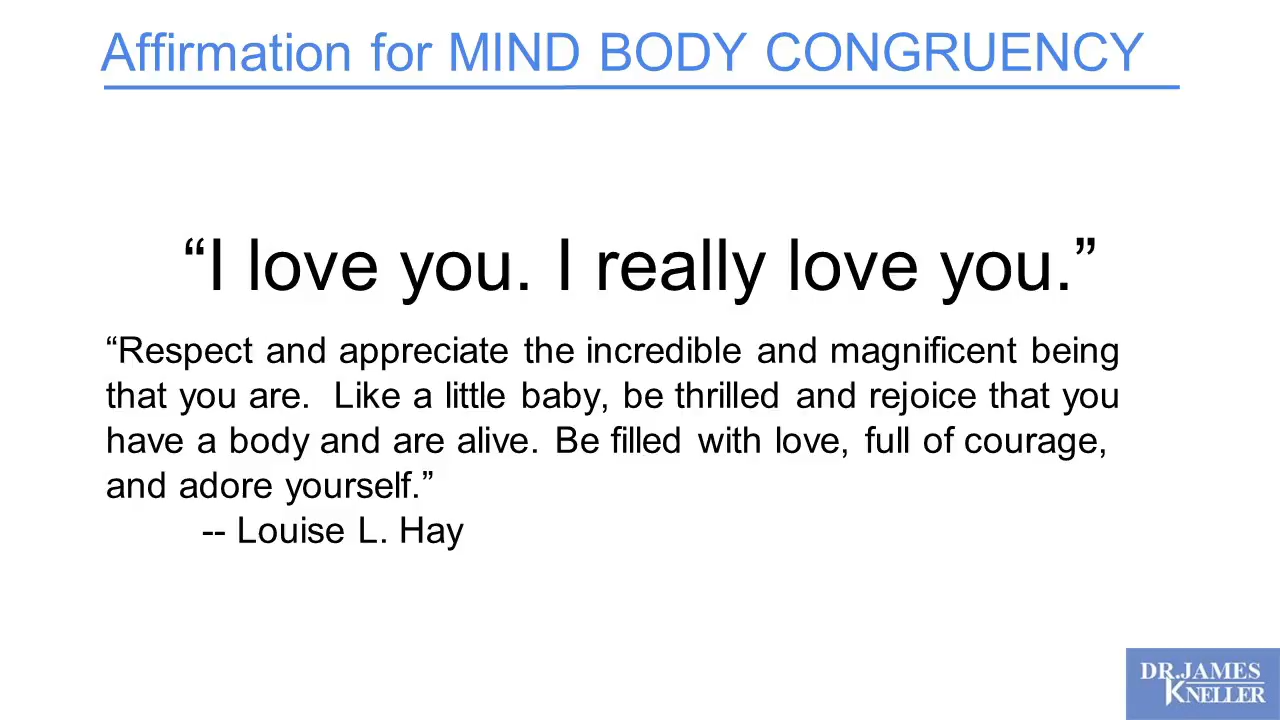 Affirmation for MIND BODY CONGRUENCY
“I love you. I really love you.”
“Respect and appreciate the incredible and magnificent being
that you are.  Like a little baby, be thrilled and rejoice that you
have a body and are alive. Be filled with love, full of courage,
and adore yourself.”
-- Louise L. Hay
DR.JAMES
KNELLER